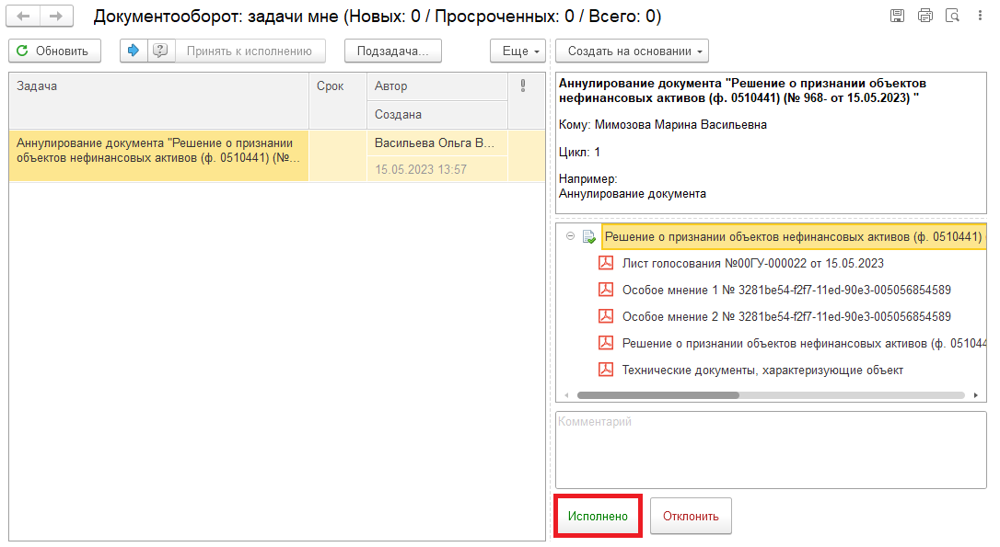 Документооборот: задачи мне (Новых: 0 / Просроченных: 0 / Всего: 0)
Обновить
?
Принять к исполнению
Подзадача...
Еще
Создать на основании
Задача
Срок
Автор
Создана
Аннулирование документа "Решение о признании
объектов нефинансовых активов (ф. 0510441) (№...
Васильева Ольга В...
15.05.2023 13:57
Аннулирование документа "Решение о признании объектов
нефинансовых активов (ф. 0510441) (№ 968- от 15.05.2023) "
Кому: Мимозова Марина Васильевна
Цикл: 1
Например:
Аннулирование документа
Решение о признании объектов нефинансовых активов (ф. 0510441) (
Лист голосования №00ГУ-000022 от 15.05.2023
Особое мнение 1 № 3281be54-f2f7-11ed-90e3-005056854589
Особое мнение 2 № 3281be54-f2f7-11ed-90e3-005056854589
Решение о признании объектов нефинансовых активов (ф. 051044
Технические документы, характеризующие объект
Комментарий
Исполнено
Отклонить